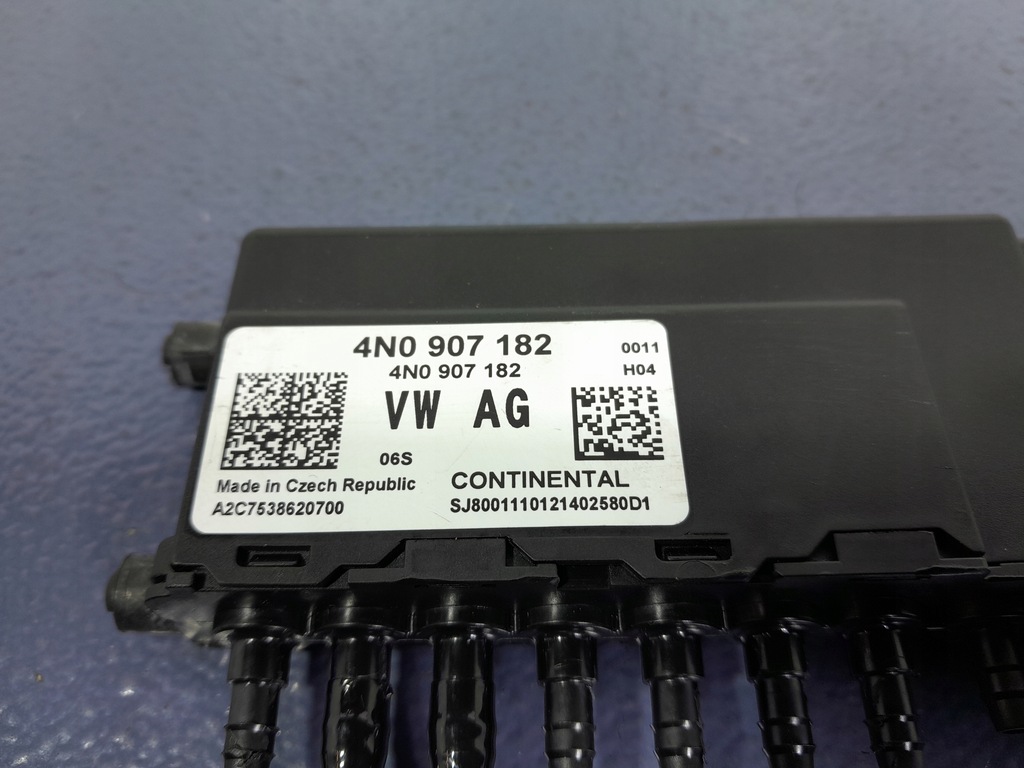 4N0 907 182
0011
4N0 907 182
H04
VW AG
06S
Made in Czech Republic
CONTINENTAL
A2C7538620700
SJ8001110121402580D1